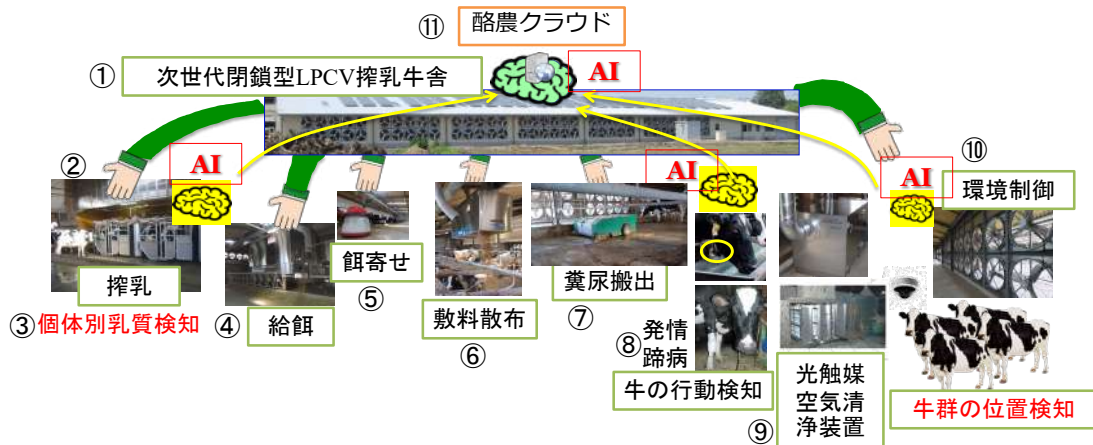 ⑪ 酪農クラウド
① 次世代閉鎖型LPCV搾乳牛舎
AI
② AI
AI
AI ⑩
環境制御
搾乳
③個体別乳質検知
④ 給餌
餌寄せ
⑤
敷料散布
⑥
糞尿搬出
⑦
⑧ 発情
蹄病
牛の行動検知
光触媒
空気清
⑨ 浄装置
牛群の位置検知